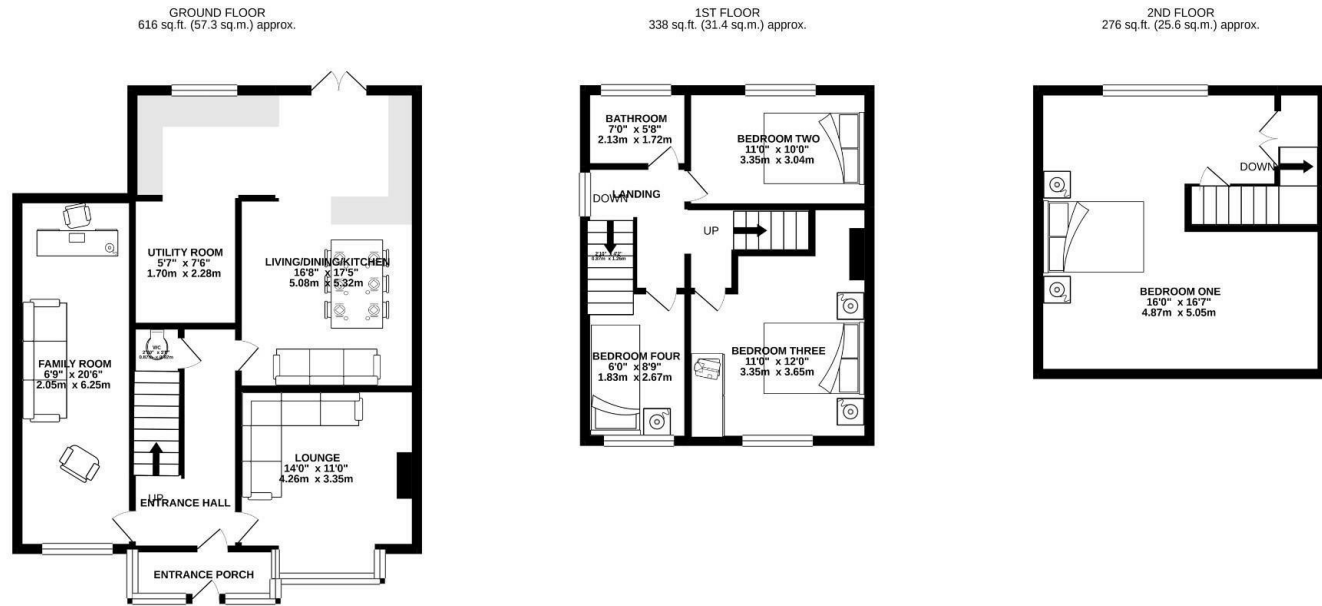 GROUND FLOOR
616 sq.ft. (57.3 sq.m.) approx.
UTILITY ROOM
5'7" x 7'6"
1.70m x 2.28m
LIVING/DINING/KITCHEN
16'8" x 17'5"
5.08m x 5.32m
WC
FAMILY ROOM
6'9" x 20'6"
2.05m x 6.25m
LOUNGE
14'0" x 11'0"
4.26m x 3.35m
UP
ENTRANCE HALL
ENTRANCE PORCH
1ST FLOOR
338 sq.ft. (31.4 sq.m.) approx.
BATHROOM
7'0" x 5'8"
2.13m x 1.72m
BEDROOM TWO
11'0" x 10'0"
3.35m x 3.04m
LANDING
DOWN
UP
BEDROOM FOUR
6'0" x 8'9"
1.83m x 2.67m
BEDROOM THREE
11'0" x 12'0"
3.35m x 3.65m
2ND FLOOR
276 sq.ft. (25.6 sq.m.) approx.
DOWN
BEDROOM ONE
16'0" x 16'7"
4.87m x 5.05m